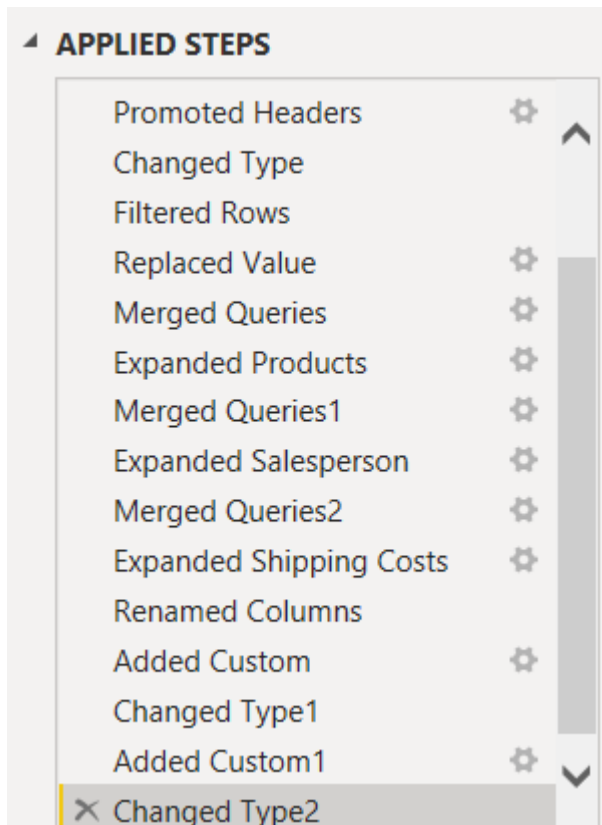 APPLIED STEPS
Promoted Headers
Changed Type
Filtered Rows
Replaced Value
Merged Queries
Expanded Products
Merged Queries1
Expanded Salesperson
Merged Queries2
Expanded Shipping Costs
Renamed Columns
Added Custom
Changed Type1
Added Custom1
Changed Type2